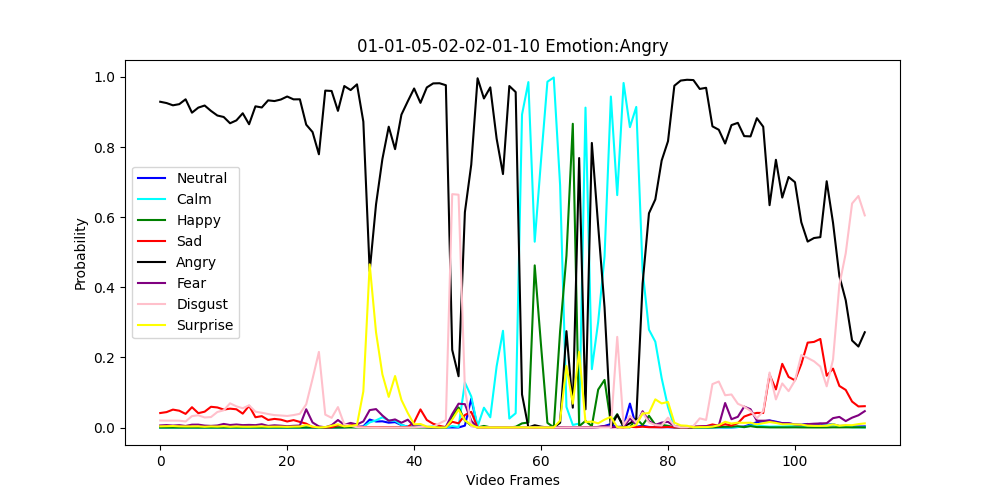 01-01-05-02-02-01-10 Emotion:Angry
1.0
0.8
0.6
0.4
0.2
0.0
Probability
Neutral
Calm
Happy
Sad
Angry
Fear
Disgust
Surprise
0 20 40 60 80 100
Video Frames